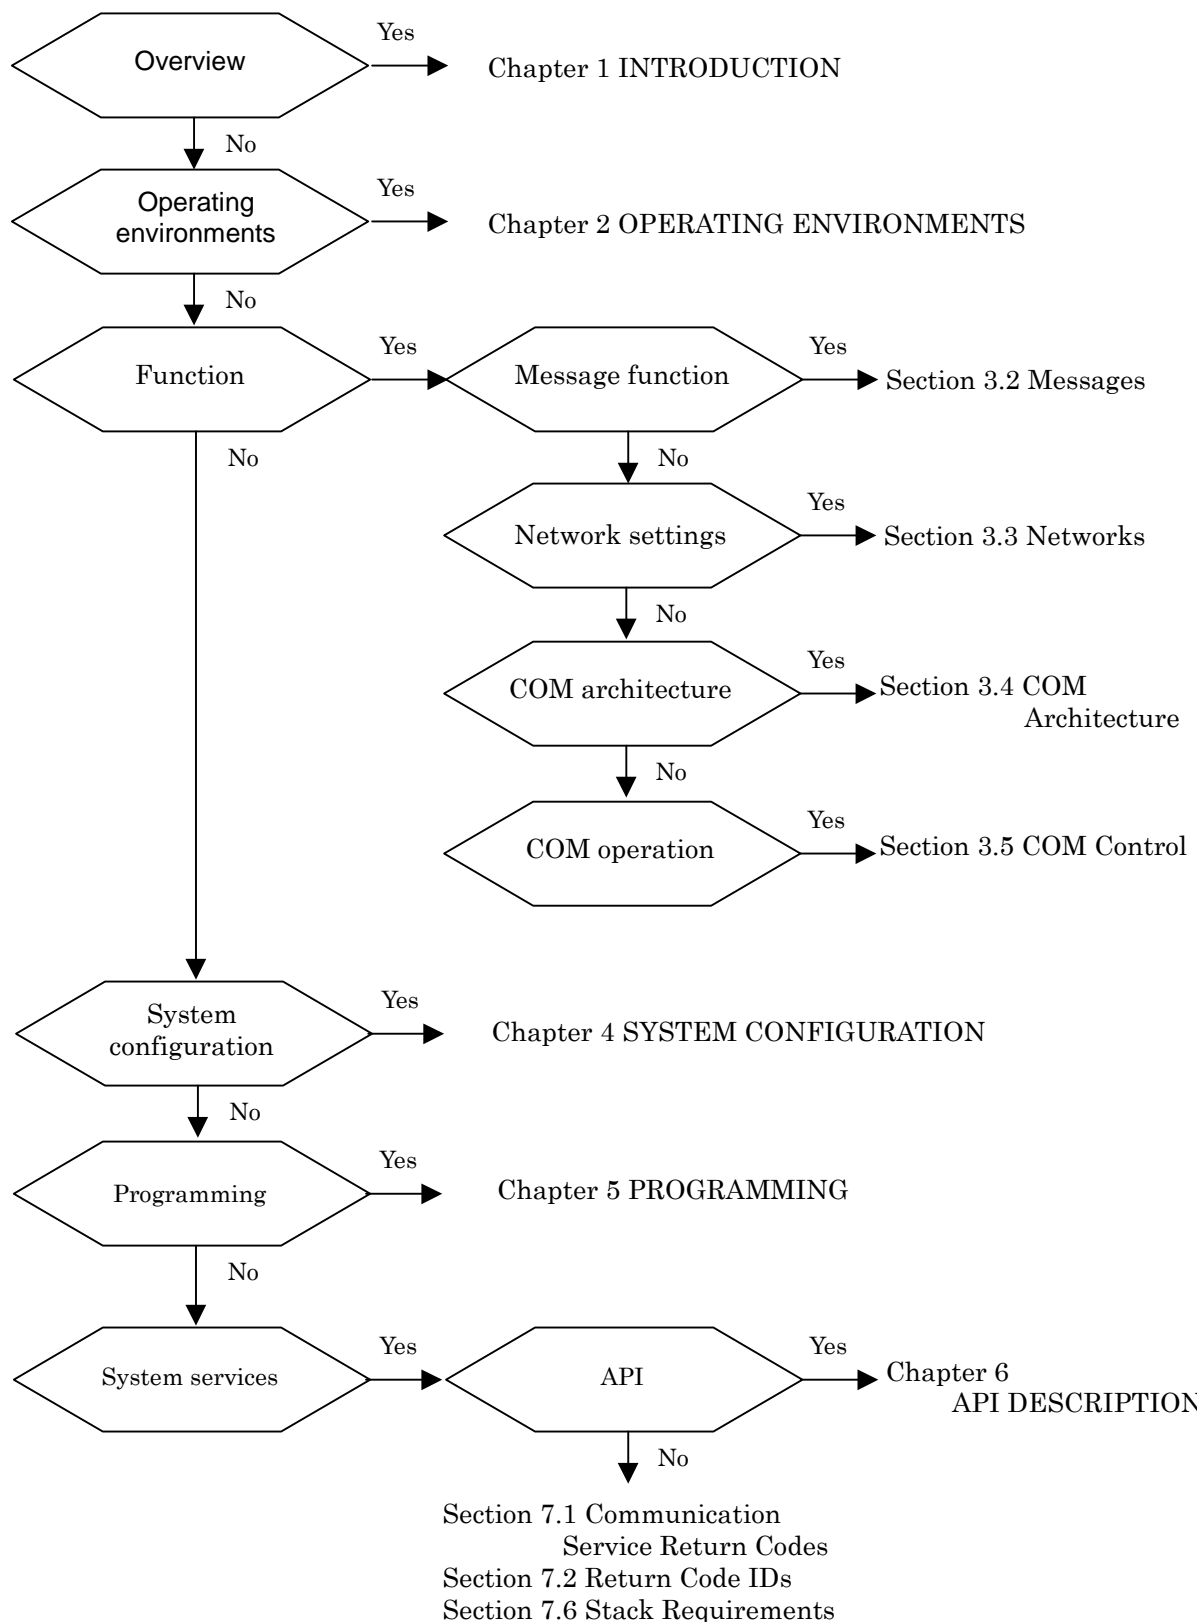 Overview
Yes
Chapter 1 INTRODUCTION
No
Operating
environments
Yes
Chapter 2 OPERATING ENVIRONMENTS
No
Function
Yes
Message function
Yes
Section 3.2 Messages
No
No
Network settings
Yes
Section 3.3 Networks
No
COM architecture
Yes
Section 3.4 COM
Architecture
No
COM operation
Yes
Section 3.5 COM Control
System
configuration
Yes
Chapter 4 SYSTEM CONFIGURATION
No
Programming
Yes
Chapter 5 PROGRAMMING
No
System services
Yes
API
Yes
Chapter 6
API DESCRIPTION
No
Section 7.1 Communication
Service Return Codes
Section 7.2 Return Code IDs
Section 7.6 Stack Requirements